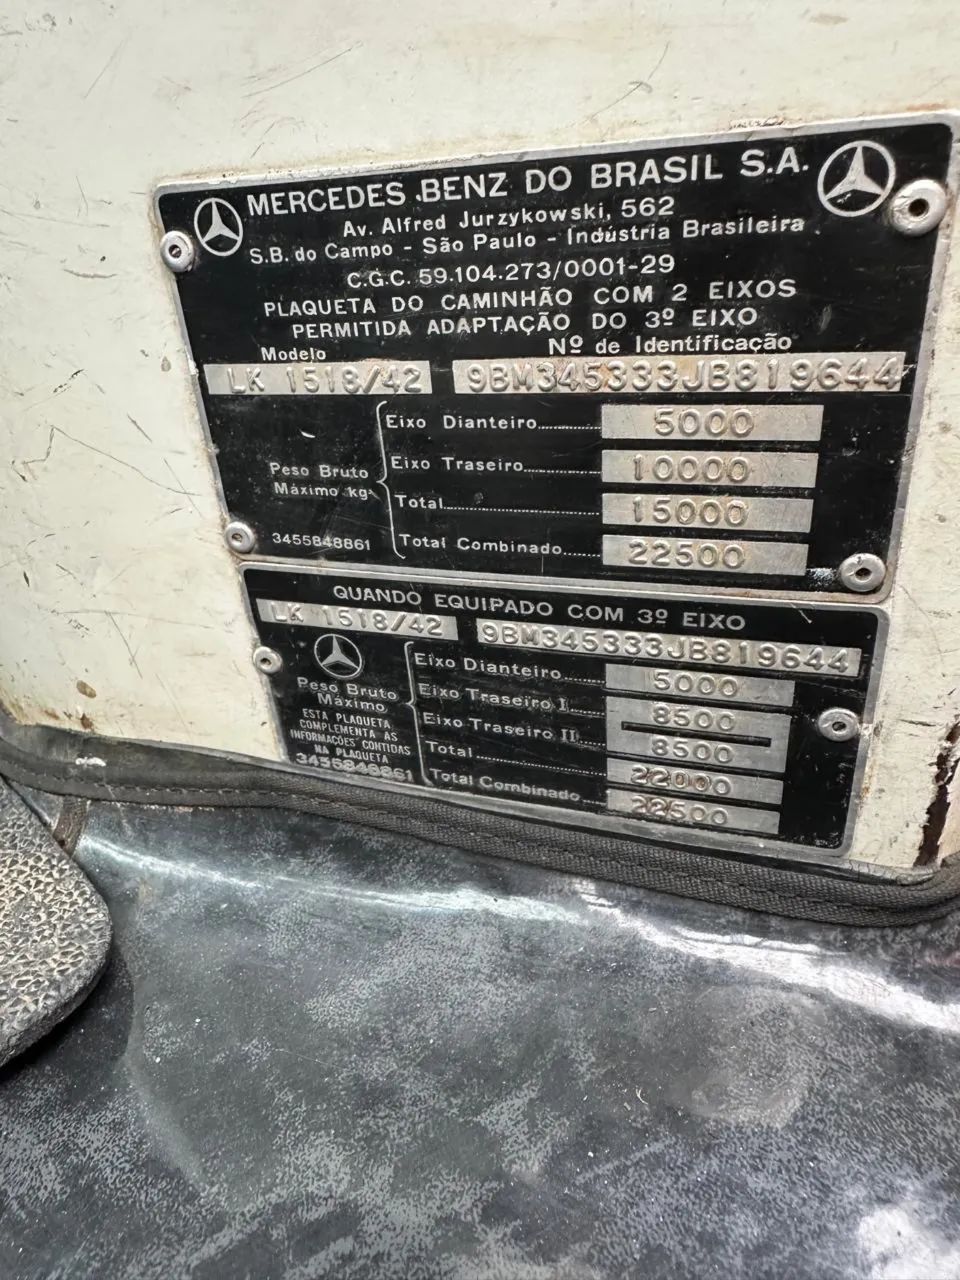 MERCEDES BENZ DO BRASIL S.A.
Av. Alfred Jurzykowski, 562
S.B. do Campo - São Paulo - Indústria Brasileira
C.G.C. 59.104.273/0001-29
PLAQUETA DO CAMINHÃO COM 2 EIXOS
PERMITIDA ADAPTAÇÃO DO 3º EIXO
Modelo Nº de Identificação
LK 1518/42 9BM345333JB819644
Peso Bruto
Máximo kg
Eixo Dianteiro 5000
Eixo Traseiro 10000
Total 15000
Total Combinado 22500
3455848861
QUANDO EQUIPADO COM 3º EIXO
LK 1518/42 9BM345333JB819644
Peso Bruto
Máximo
Eixo Dianteiro 5000
Eixo Traseiro I 8500
Eixo Traseiro II 8500
Total 22000
Total Combinado 22500
ESTA PLAQUETA
COMPLEMENTA ÀS
INFORMAÇÕES CONTIDAS
NA PLAQUETA
3455848861